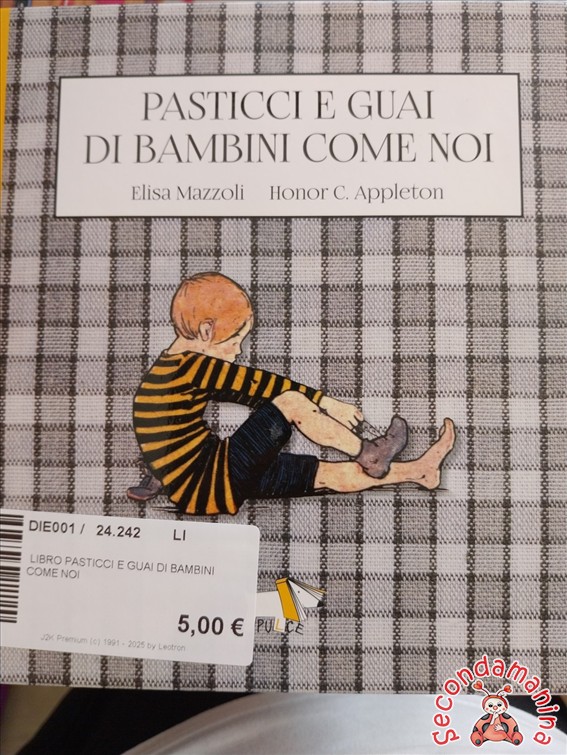 PASTICCI E GUAI
DI BAMBINI COME NOI
Elisa Mazzoli Honor C. Appleton
DIE001 / 24.242 LI
LIBRO PASTICCI E GUAI DI BAMBINI
COME NOI
5,00 €
J2K Premium (c) 1991 - 2025 by Leotron
PULCE
Secondamanina